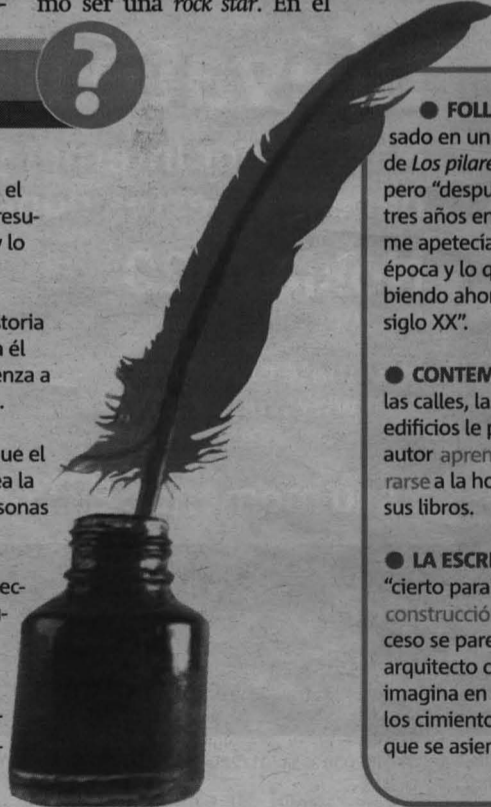 mo ser una rock star. En el
?
el
resu-
y lo
storia
él
enza a
ue el
ea la
sonas
ec-
● FOLL
sado en un
de Los pilare
pero “despu
tres años en
me apetecía
época y lo q
biendo ahor
siglo XX”.
● CONTEM
las calles, la
edificios le p
autor apren
rarse a la ho
sus libros.
● LA ESCRI
“cierto para
construcció
ceso se pare
arquitecto c
imagina en
los cimiento
que se asien